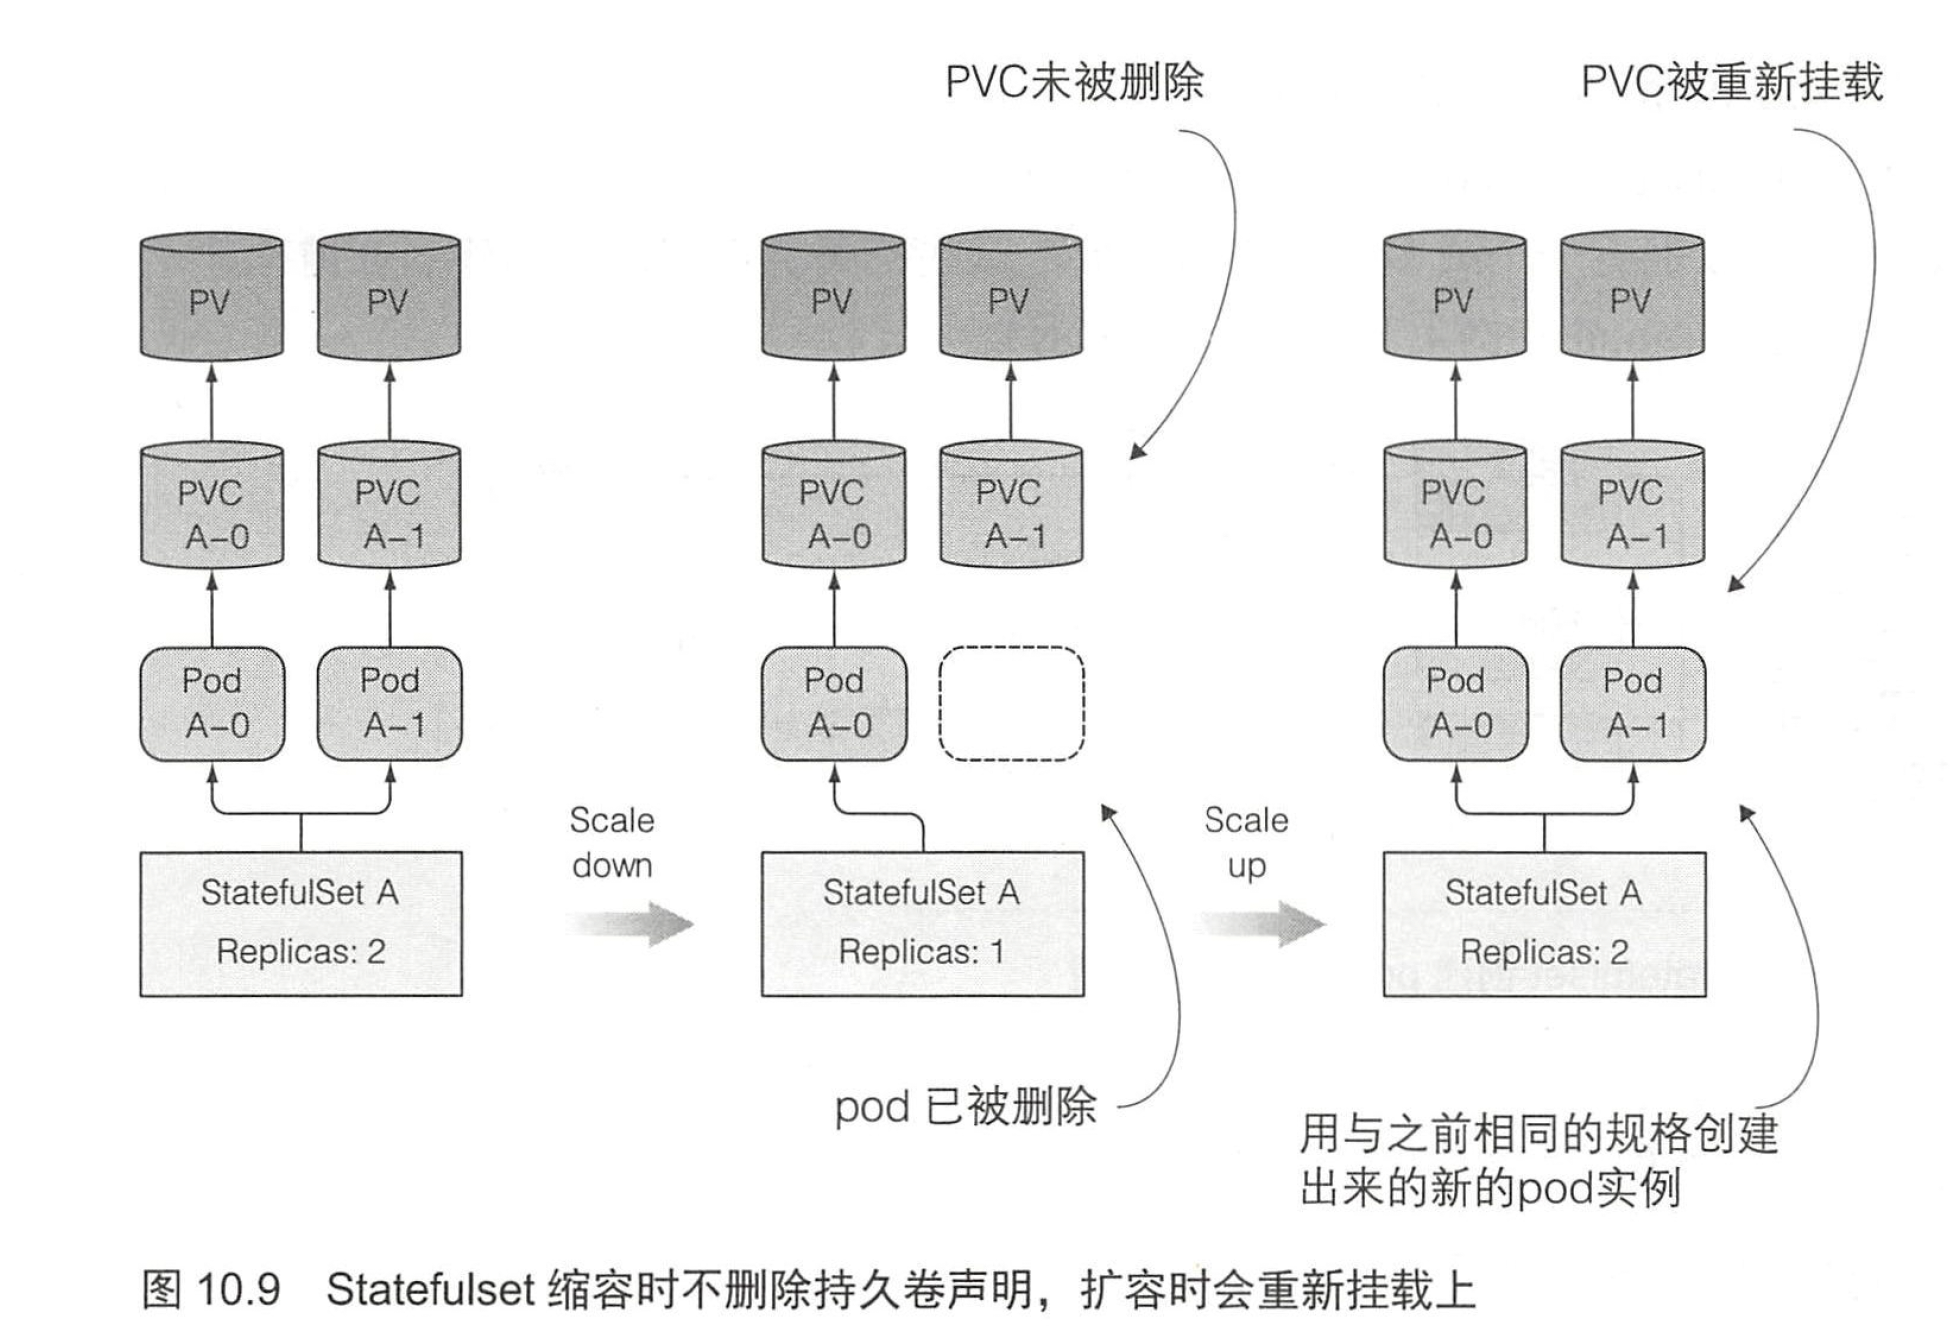 PVC未被删除
PVC被重新挂载
PV
PV
PVC
A-0
PVC
A-1
Pod
A-0
Pod
A-1
StatefulSet A
Replicas: 2
Scale
down
PV
PV
PVC
A-0
PVC
A-1
Pod
A-0
StatefulSet A
Replicas: 1
pod 已被删除
Scale
up
PV
PV
PVC
A-0
PVC
A-1
Pod
A-0
Pod
A-1
StatefulSet A
Replicas: 2
用与之前相同的规格创建
出来的新的pod实例
图 10.9 Statefulset 缩容时不删除持久卷声明，扩容时会重新挂载上